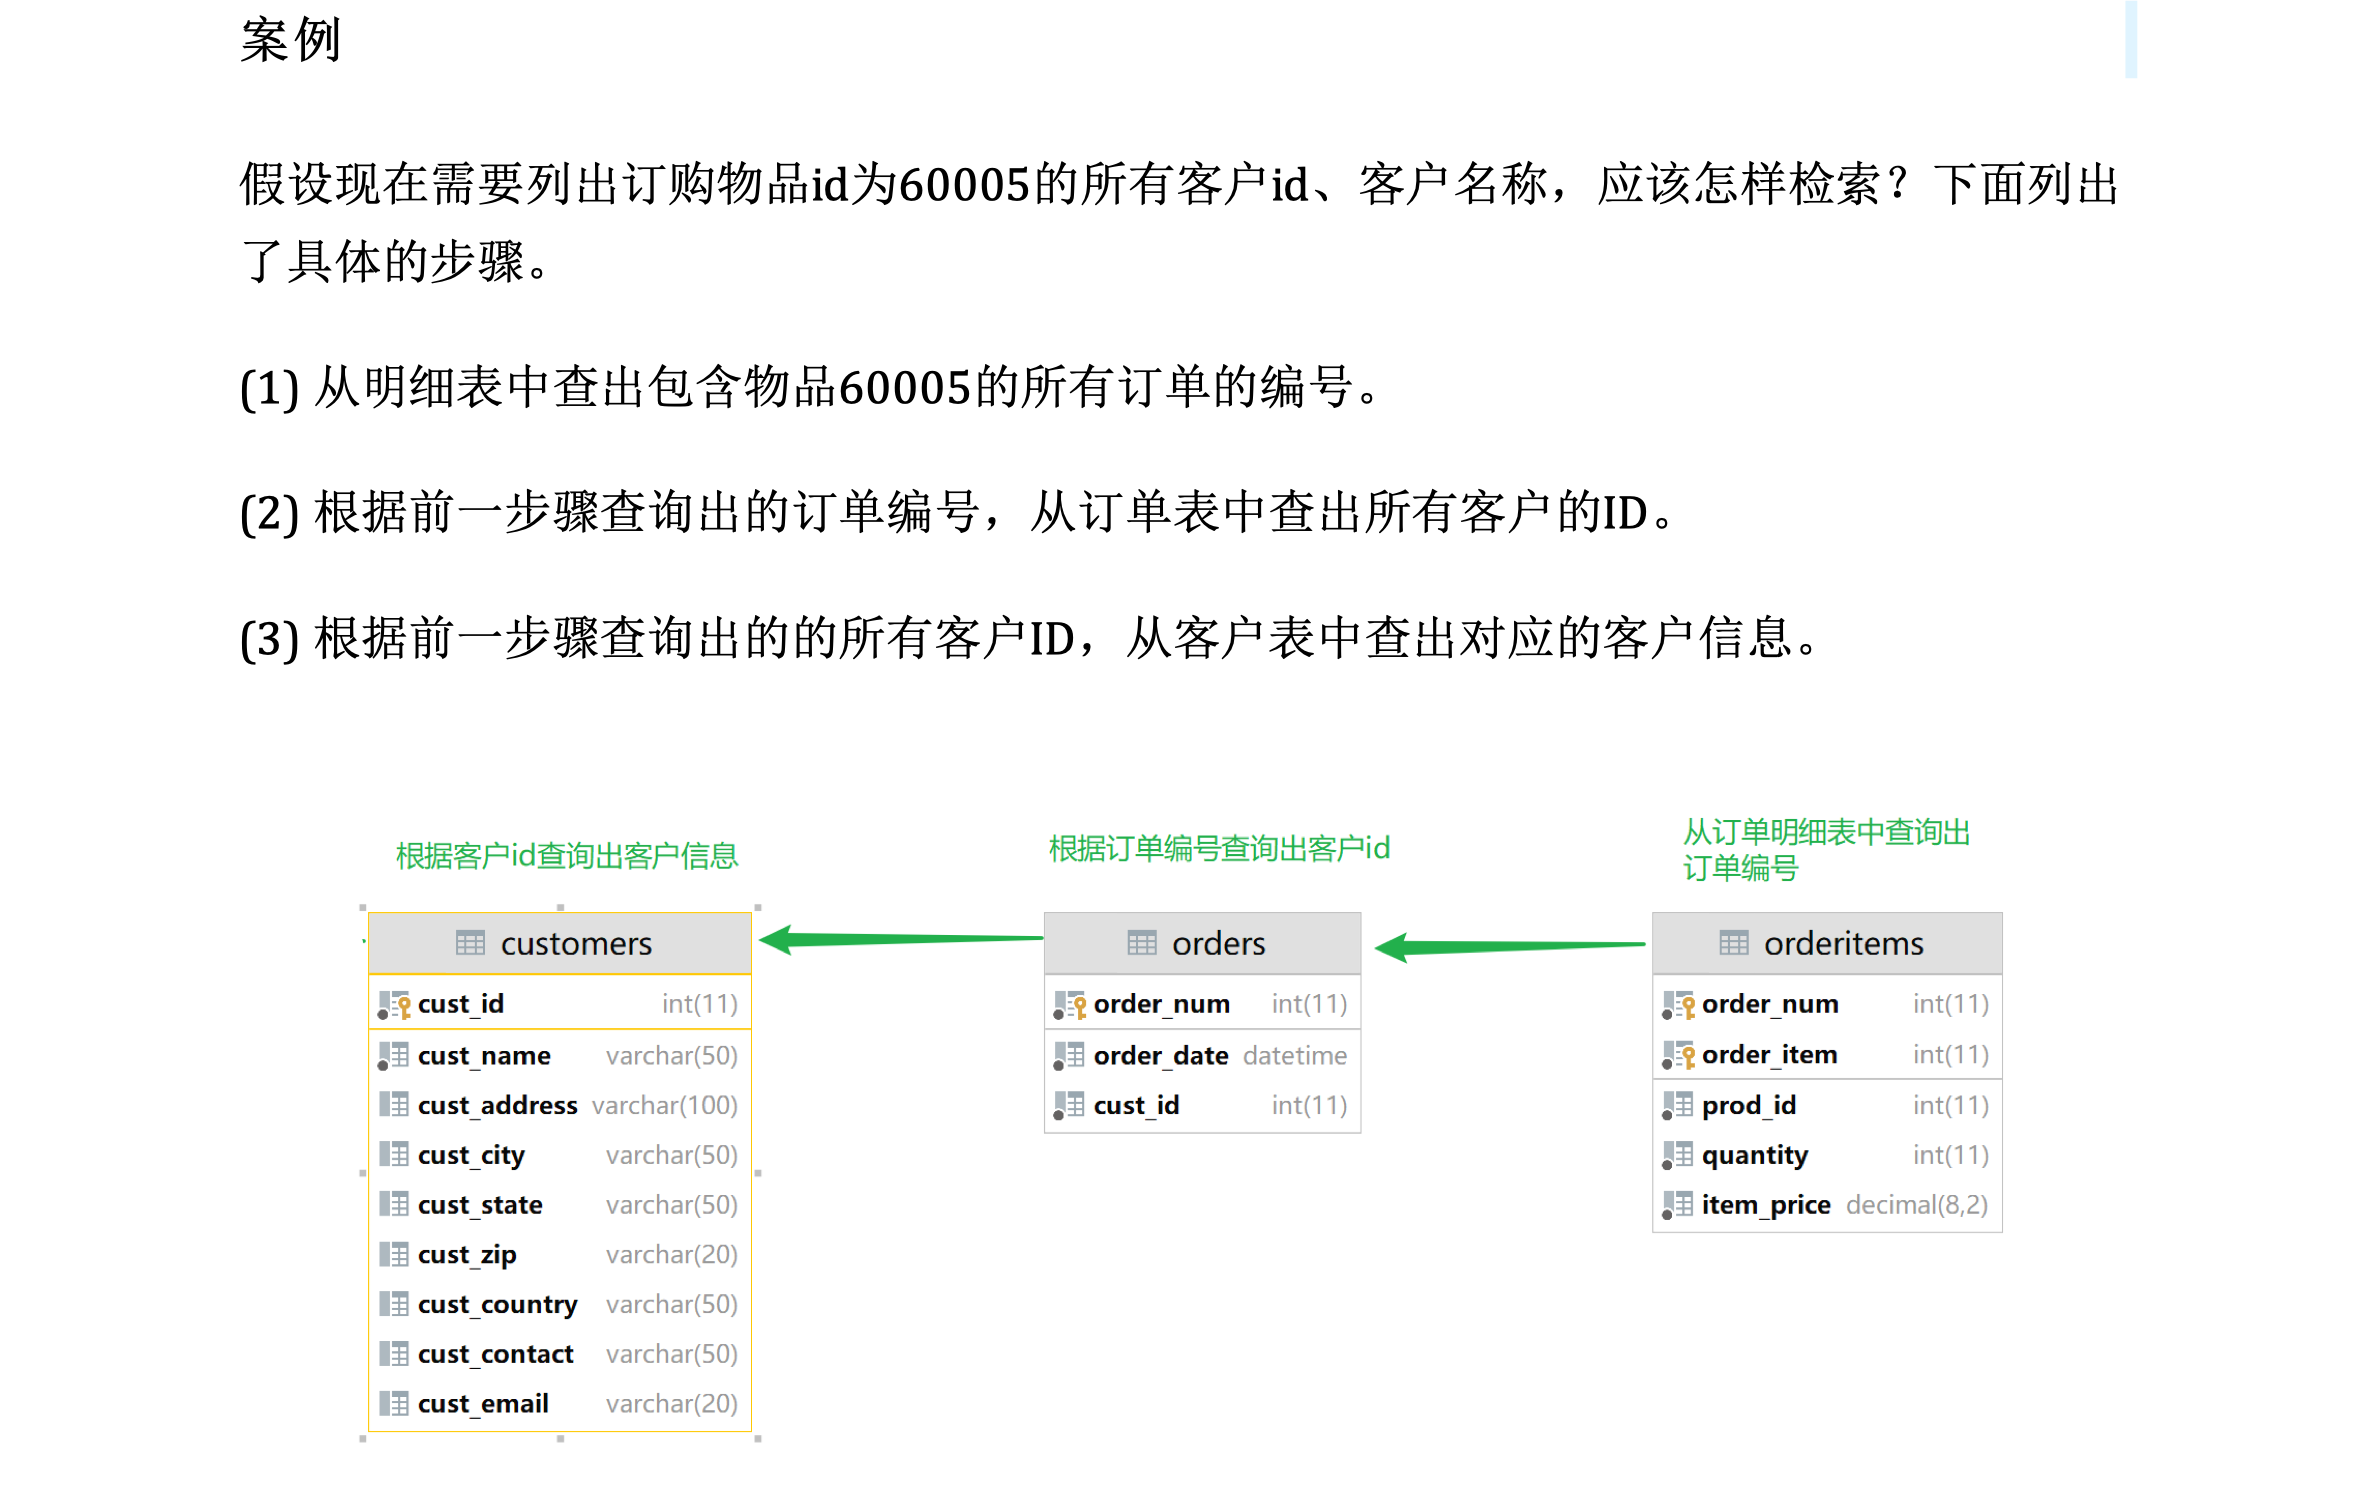 案例
假设现在需要列出订购物品id为60005的所有客户id、客户名称，应该怎样检索？下面列出
了具体的步骤。
(1) 从明细表中查出包含物品60005的所有订单的编号。
(2) 根据前一步骤查询出的订单编号，从订单表中查出所有客户的ID。
(3) 根据前一步骤查询出的的所有客户ID，从客户表中查出对应的客户信息。
根据客户id查询出客户信息
customers
cust_id int(11)
cust_name varchar(50)
cust_address varchar(100)
cust_city varchar(50)
cust_state varchar(50)
cust_zip varchar(20)
cust_country varchar(50)
cust_contact varchar(50)
cust_email varchar(20)
根据订单编号查询出客户id
orders
order_num int(11)
order_date datetime
cust_id int(11)
从订单明细表中查询出
订单编号
orderitems
order_num int(11)
order_item int(11)
prod_id int(11)
quantity int(11)
item_price decimal(8,2)